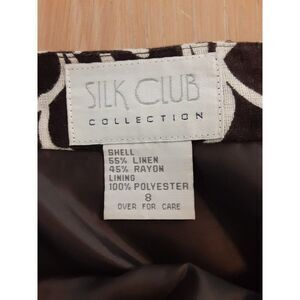 SILK CLUB
COLLECTION
SHELL
55% LINEN
45% RAYON
LINING
100% POLYESTER
8
OVER FOR CARE